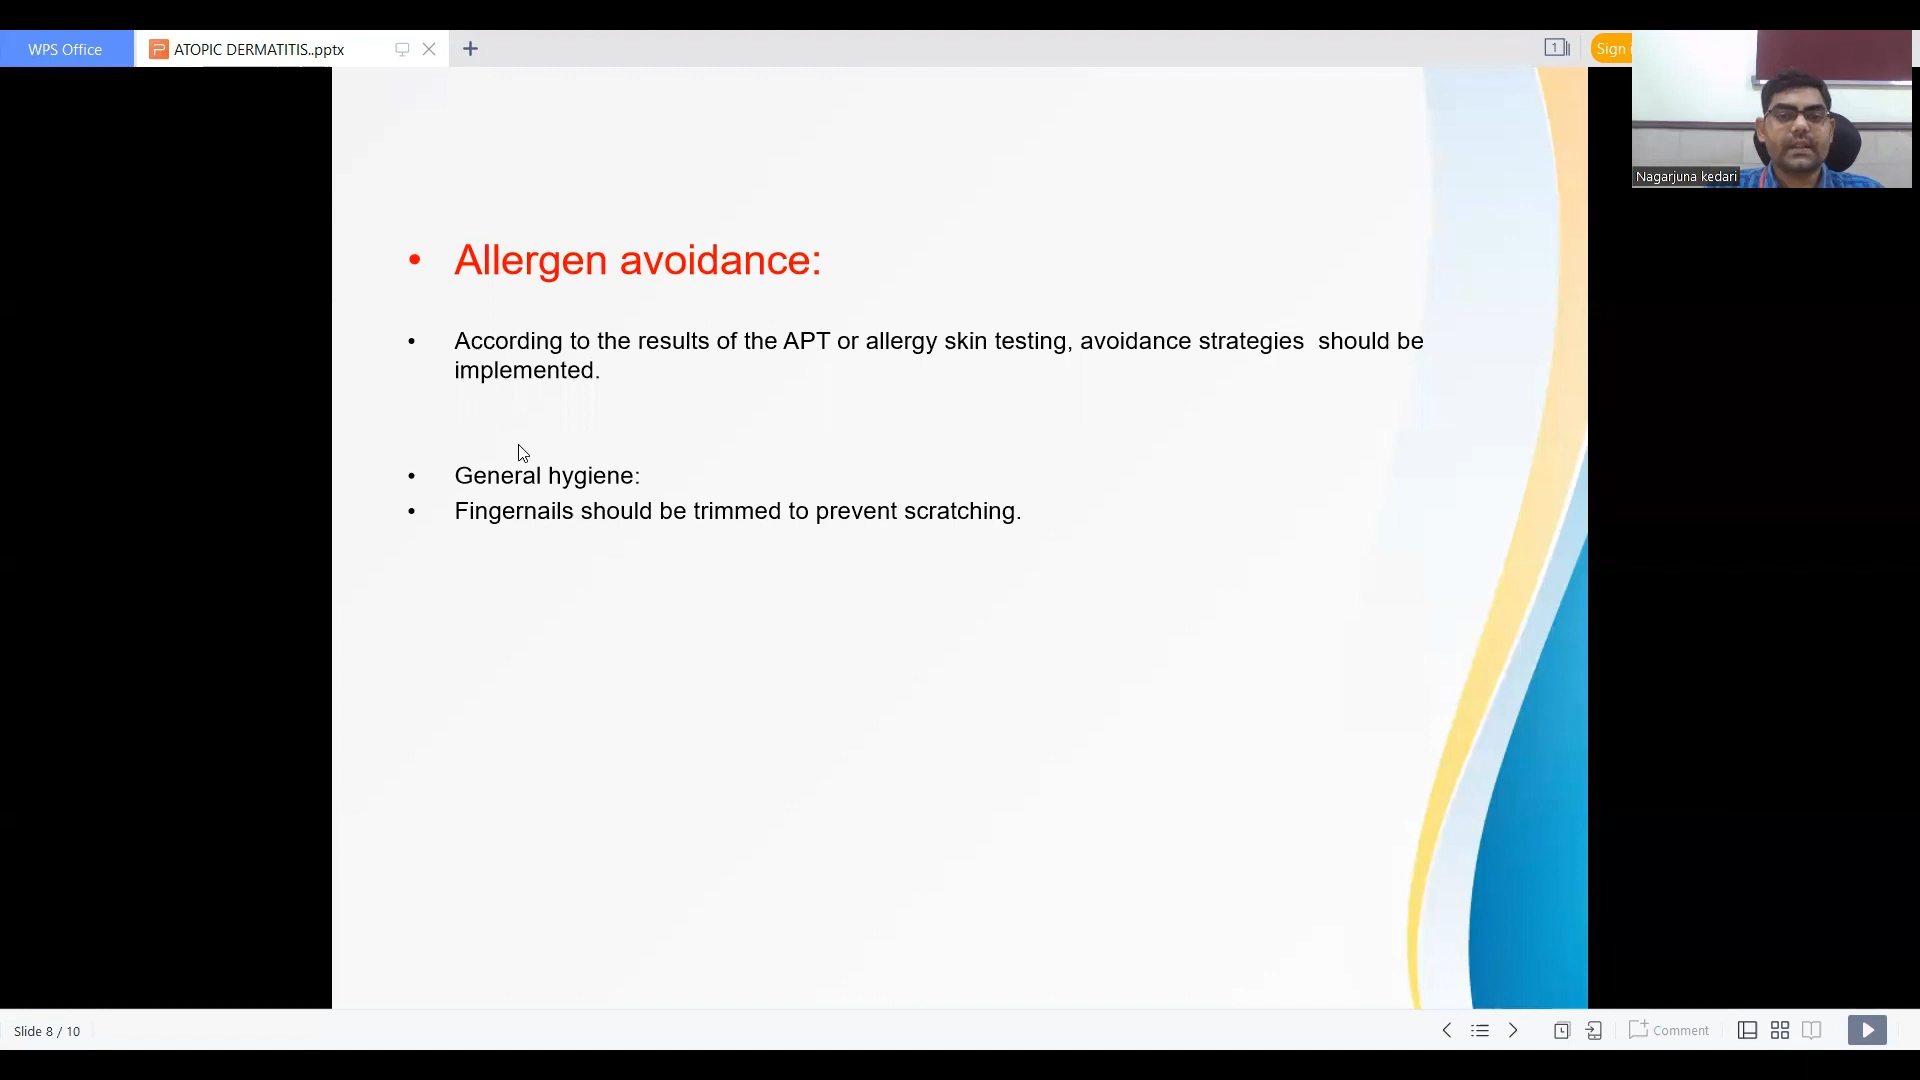 WPS Office
ATOPIC DERMATITIS..pptx
1
Sign
Nagarjuna kedari
• Allergen avoidance:
• According to the results of the APT or allergy skin testing, avoidance strategies should be
implemented.
• General hygiene:
• Fingernails should be trimmed to prevent scratching.
Slide 8 / 10
Comment